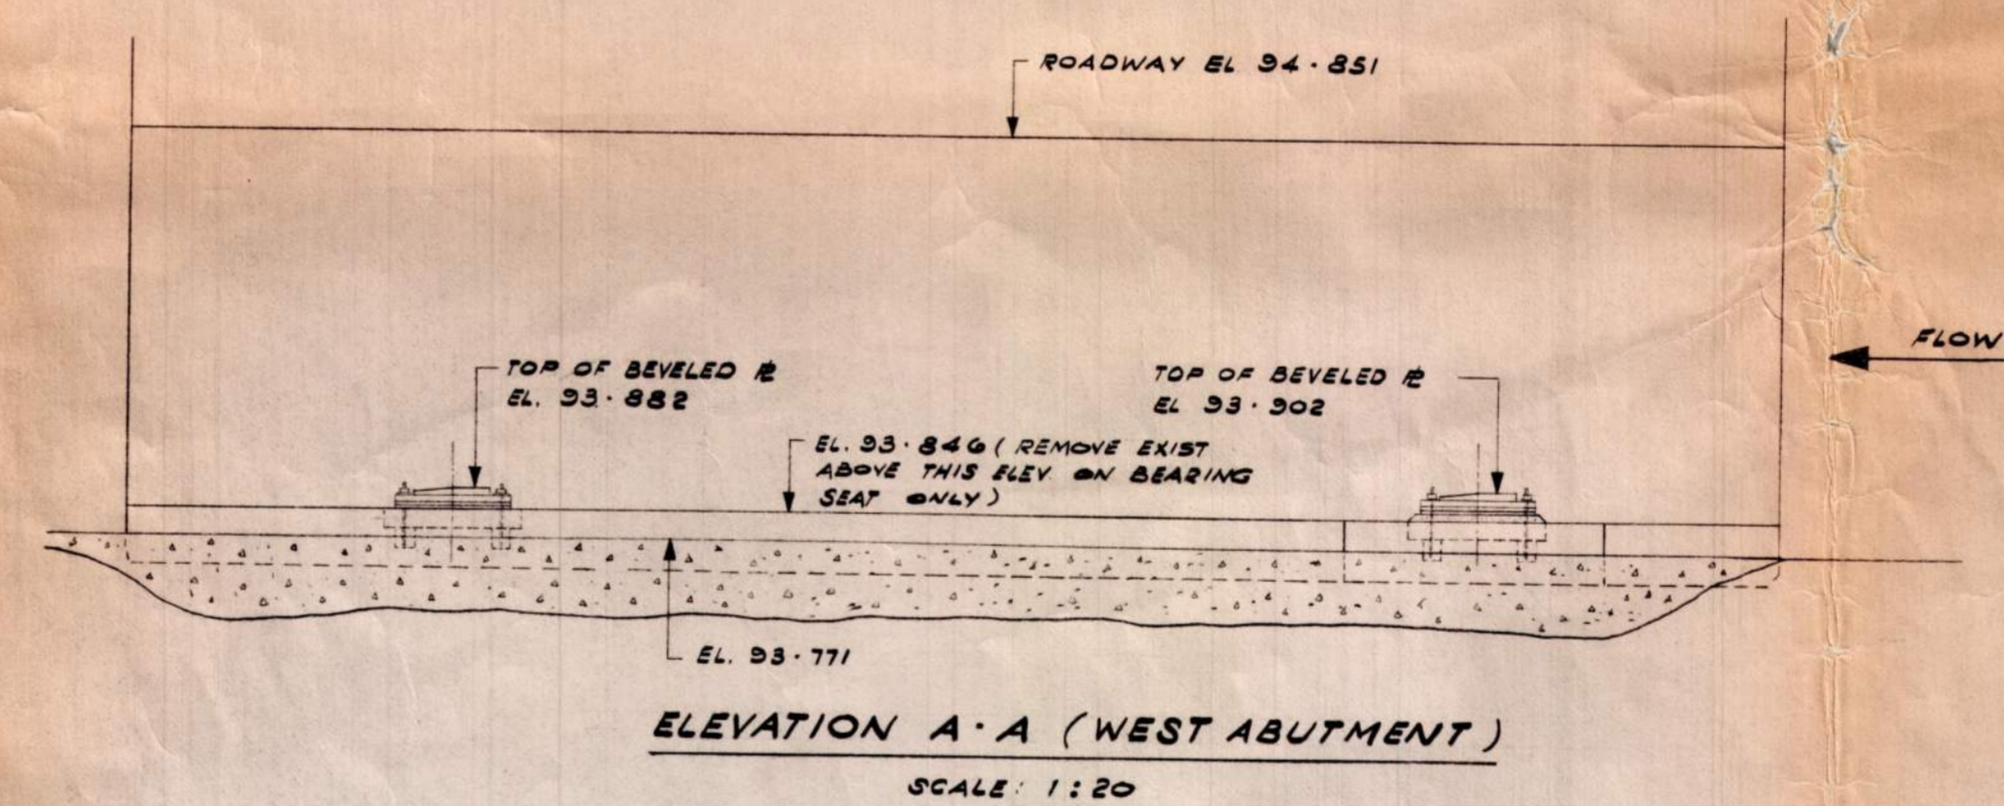 ROADWAY EL 94.851
TOP OF BEVELED ⅊
EL. 93.882
TOP OF BEVELED ⅊
EL 93.902
FLOW
EL. 93.846 (REMOVE EXIST
ABOVE THIS ELEV. ON BEARING
SEAT ONLY)
EL. 93.771
ELEVATION A-A (WEST ABUTMENT)
SCALE: 1:20